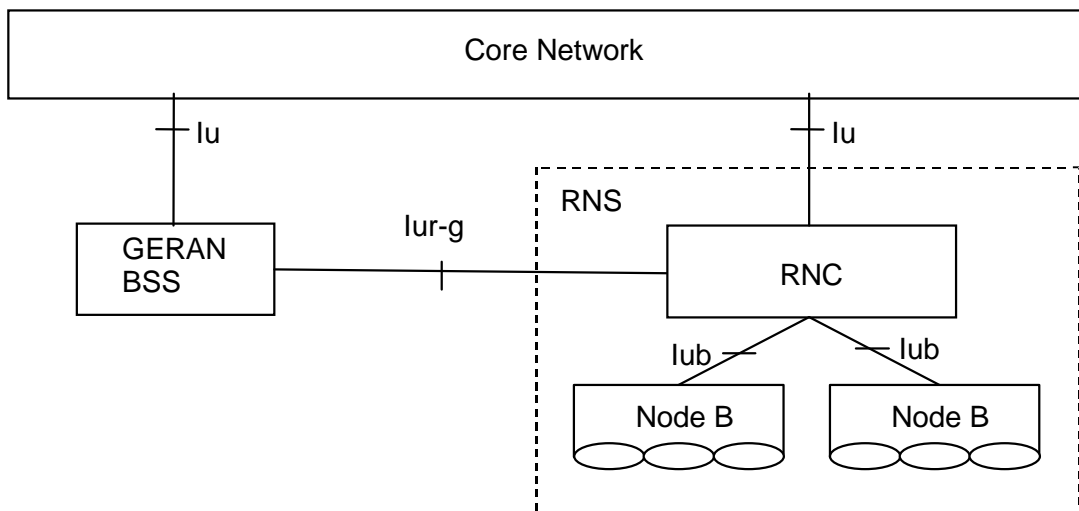 Core Network
Iu
Iu
RNS
Iur-g
GERAN
BSS
RNC
Iub
Iub
Node B
Node B